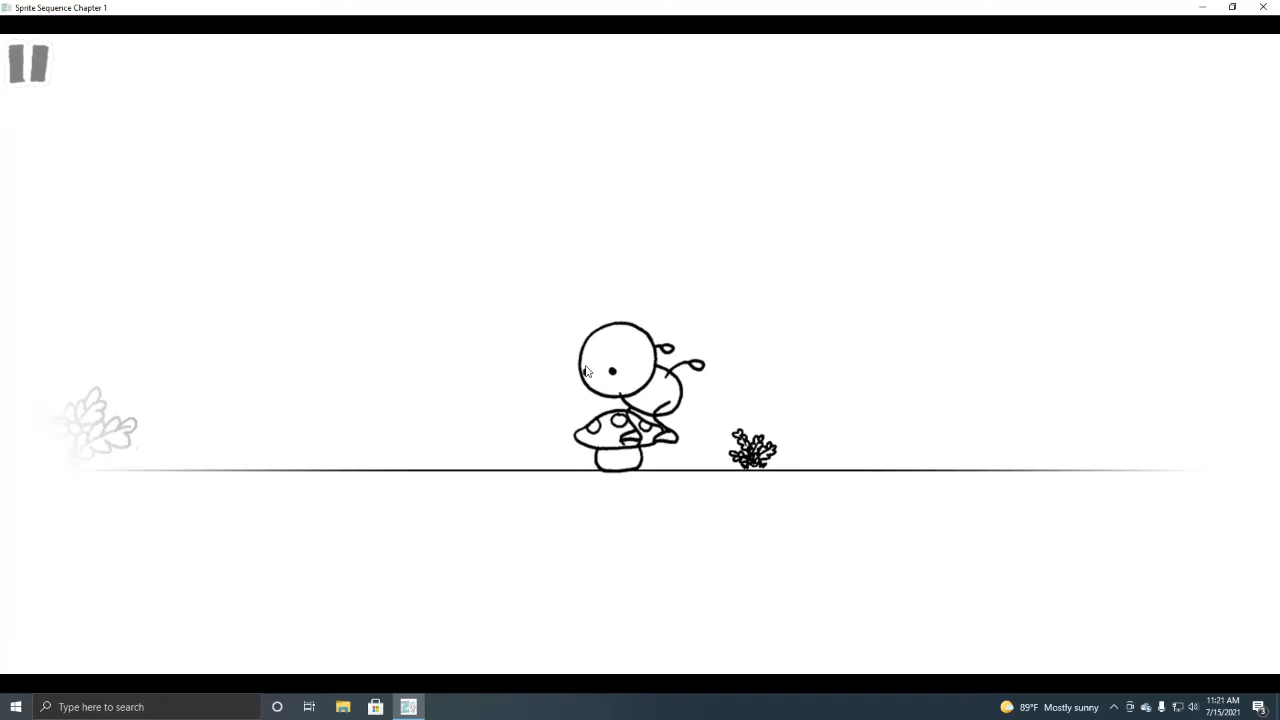 Sprite Sequence Chapter 1
Type here to search
89°F Mostly sunny
11:21 AM
7/15/2021